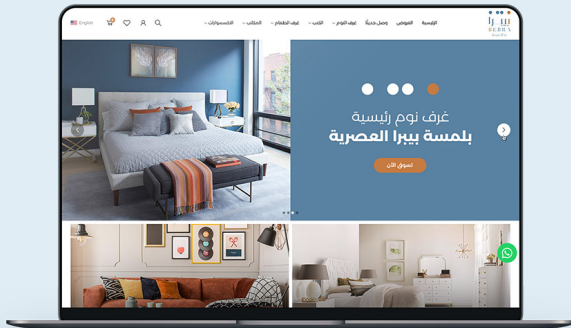 الرئيسية
العروض
وصل حديثا
غرف النوم
الكنب
غرف الطعام
المكاتب
الاكسسوارات
English
بيبرا
BEBRA
غرف نوم رئيسية
بلمسة بيبرا العصرية
تسوق الآن